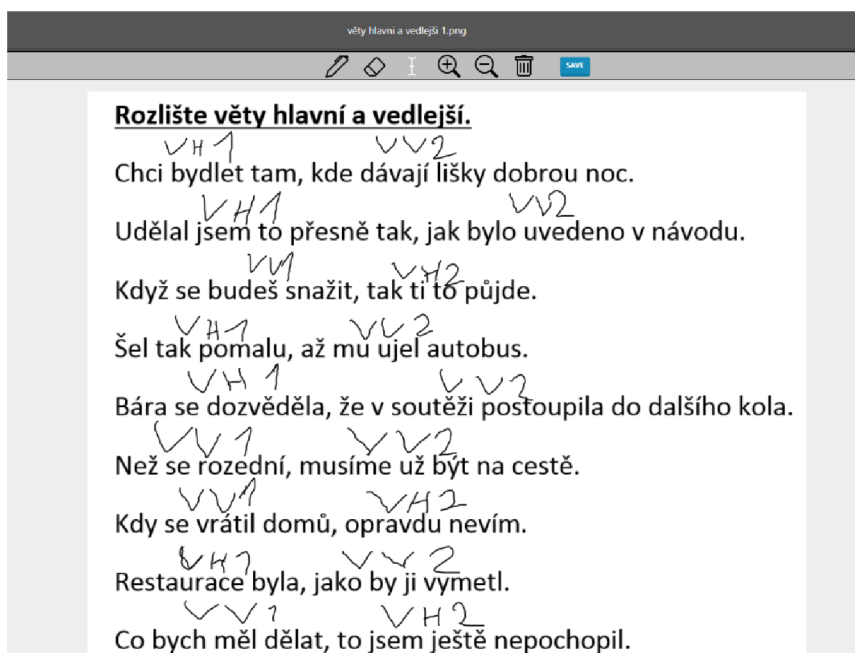 věty hlavni a vedlejši 1.png
SAVE
Rozlište věty hlavní a vedlejší.
VH1 VV2
Chci bydlet tam, kde dávají lišky dobrou noc.
VH1 VV2
Udělal jsem to přesně tak, jak bylo uvedeno v návodu.
VV1 VH2
Když se budeš snažit, tak ti to půjde.
VH1 VV2
Šel tak pomalu, až mu ujel autobus.
VH1 VV2
Bára se dozvěděla, že v soutěži postoupila do dalšího kola.
VV1 VV2
Než se rozední, musíme už být na cestě.
VV1 VH2
Kdy se vrátil domů, opravdu nevím.
VH1 VV2
Restaurace byla, jako by ji vymetl.
VV1 VH2
Co bych měl dělat, to jsem ještě nepochopil.